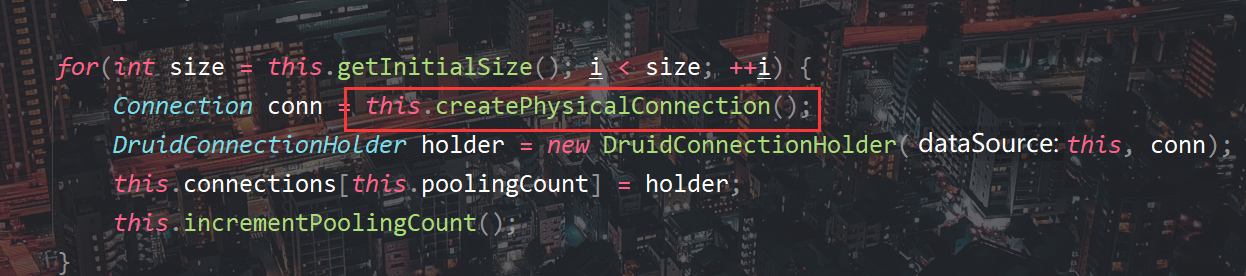 for(int size = this.getInitialSize(); i < size; ++i) {
Connection conn = this.createPhysicalConnection();
DruidConnectionHolder holder = new DruidConnectionHolder( dataSource: this, conn);
this.connections[this.poolingCount] = holder;
this.incrementPoolingCount();
}